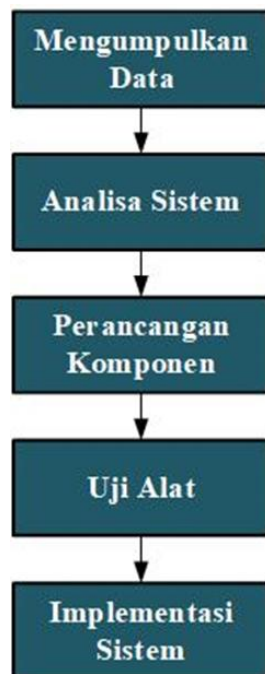 Mengumpulkan
Data
Analisa Sistem
Perancangan
Komponen
Uji Alat
Implementasi
Sistem